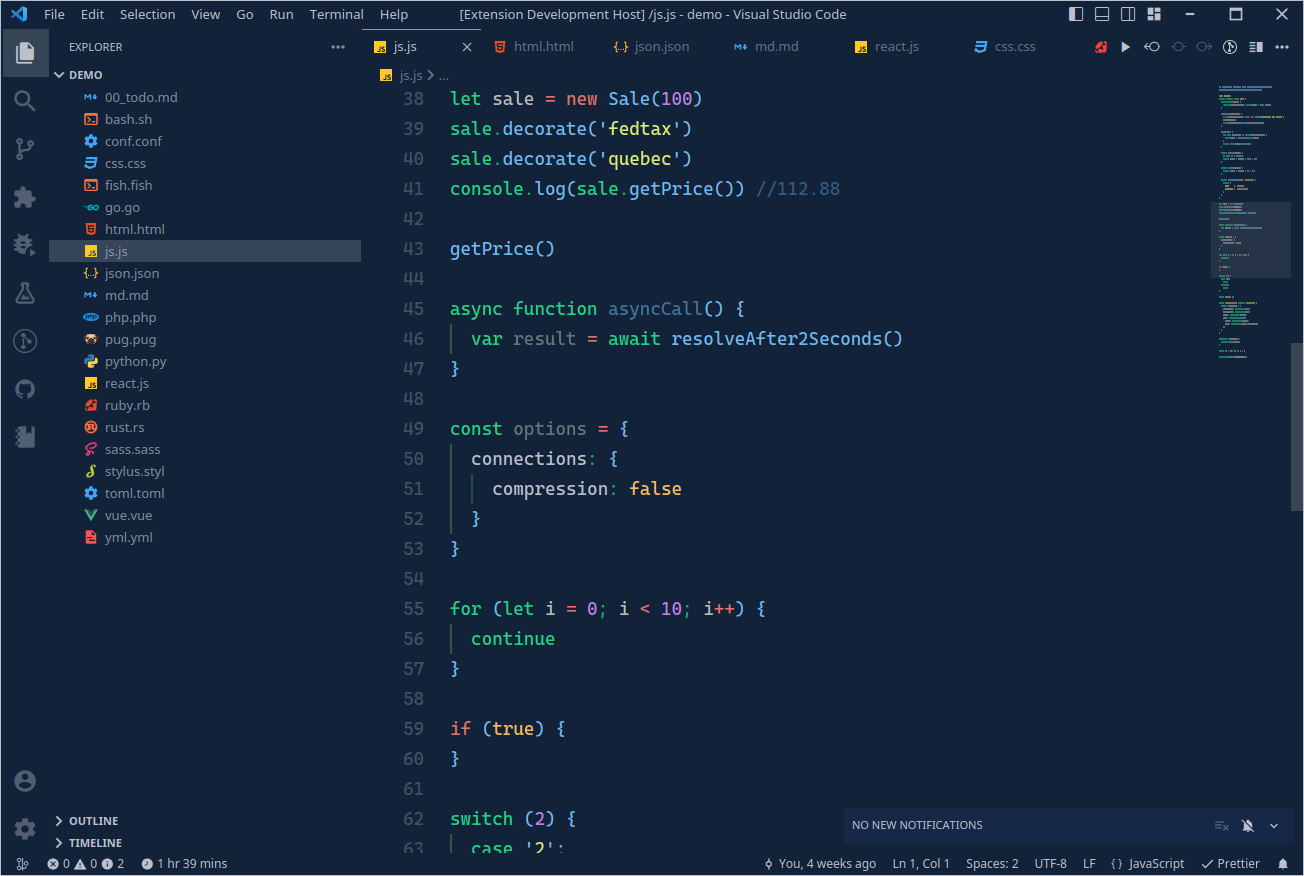 File Edit Selection View Go Run Terminal Help [Extension Development Host] /js.js - demo - Visual Studio Code
EXPLORER
DEMO
00_todo.md
bash.sh
conf.conf
css.css
fish.fish
go.go
html.html
js.js
json.json
md.md
php.php
pug.pug
python.py
react.js
ruby.rb
rust.rs
sass.sass
stylus.styl
toml.toml
vue.vue
yml.yml
OUTLINE
TIMELINE
js.js html.html json.json md.md react.js css.css
js.js > ...
38 let sale = new Sale(100)
39 sale.decorate('fedtax')
40 sale.decorate('quebec')
41 console.log(sale.getPrice()) //112.88
42
43 getPrice()
44
45 async function asyncCall() {
46   var result = await resolveAfter2Seconds()
47 }
48
49 const options = {
50   connections: {
51     compression: false
52   }
53 }
54
55 for (let i = 0; i < 10; i++) {
56   continue
57 }
58
59 if (true) {
60 }
61
62 switch (2) {
63   case '2':
NO NEW NOTIFICATIONS
0 0 2 1 hr 39 mins You, 4 weeks ago Ln 1, Col 1 Spaces: 2 UTF-8 LF {} JavaScript Prettier